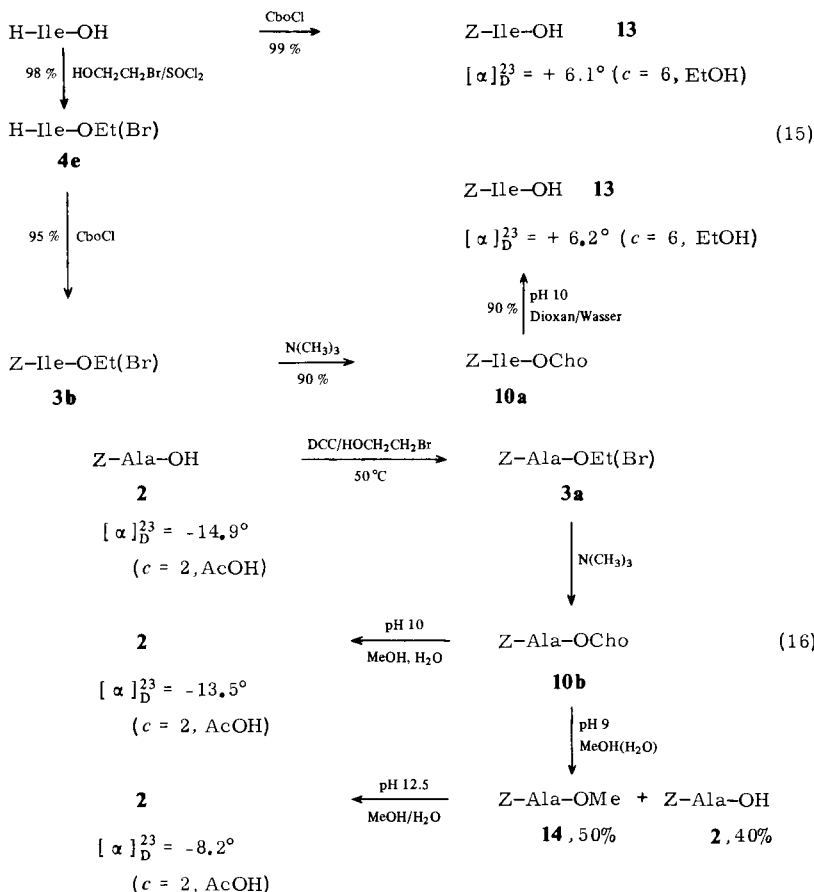 H-Ile-OH
CboCl
99 %
Z-Ile-OH 13
98 % HOCH2CH2Br/SOCl2
[α]D23 = + 6.1° (c = 6, EtOH)
H-Ile-OEt(Br)
(15)
4e
Z-Ile-OH 13
95 % CboCl
[α]D23 = + 6.2° (c = 6, EtOH)
90 % pH 10
Dioxan/Wasser
Z-Ile-OEt(Br)
N(CH3)3
90 %
Z-Ile-OCho
3b
10a
Z-Ala-OH
DCC/HOCH2CH2Br
50 °C
Z-Ala-OEt(Br)
2
3a
[α]D23 = -14.9°
(c = 2, AcOH)
N(CH3)3
2
pH 10
MeOH, H2O
Z-Ala-OCho
(16)
10b
[α]D23 = -13.5°
(c = 2, AcOH)
pH 9
MeOH(H2O)
2
pH 12.5
MeOH/H2O
Z-Ala-OMe + Z-Ala-OH
14, 50% 2, 40%
[α]D23 = -8.2°
(c = 2, AcOH)